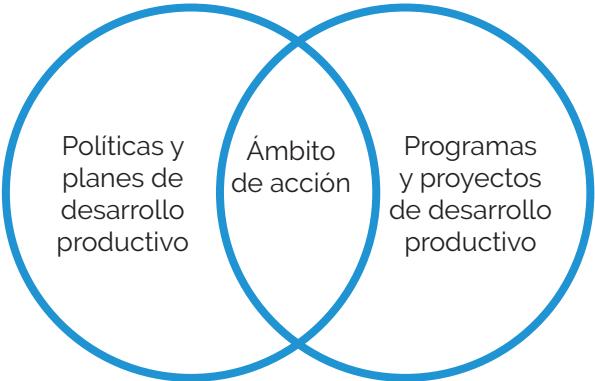 Políticas y
planes de
desarrollo
productivo
Ámbito
de acción
Programas
y proyectos
de desarrollo
productivo